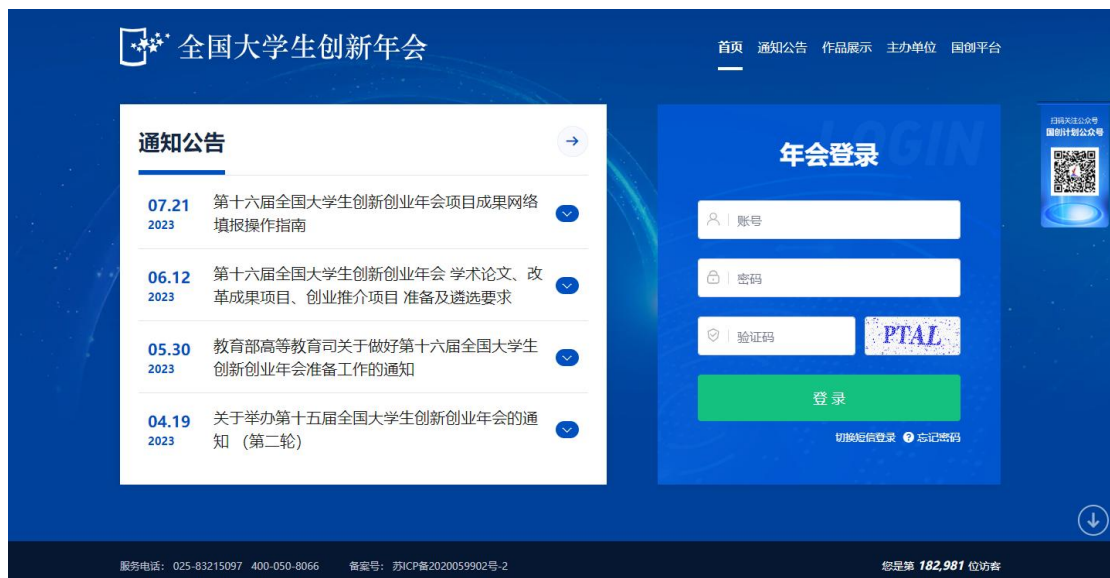 全国大学生创新年会
首页 通知公告 作品展示 主办单位 国创平台
通知公告
07.21
2023
第十六届全国大学生创新创业年会项目成果网络
填报操作指南
06.12
2023
第十六届全国大学生创新创业年会 学术论文、改
革成果项目、创业推介项目 准备及遴选要求
05.30
2023
教育部高等教育司关于做好第十六届全国大学生
创新创业年会准备工作的通知
04.19
2023
关于举办第十五届全国大学生创新创业年会的通
知 （第二轮）
LOGIN
年会登录
账号
密码
验证码
PTAL
登录
切换短信登录 ? 忘记密码
扫码关注公众号
国创计划公众号
服务电话： 025-83215097 400-050-8066 备案号： 苏ICP备2020059902号-2
您是第 182,981 位访客